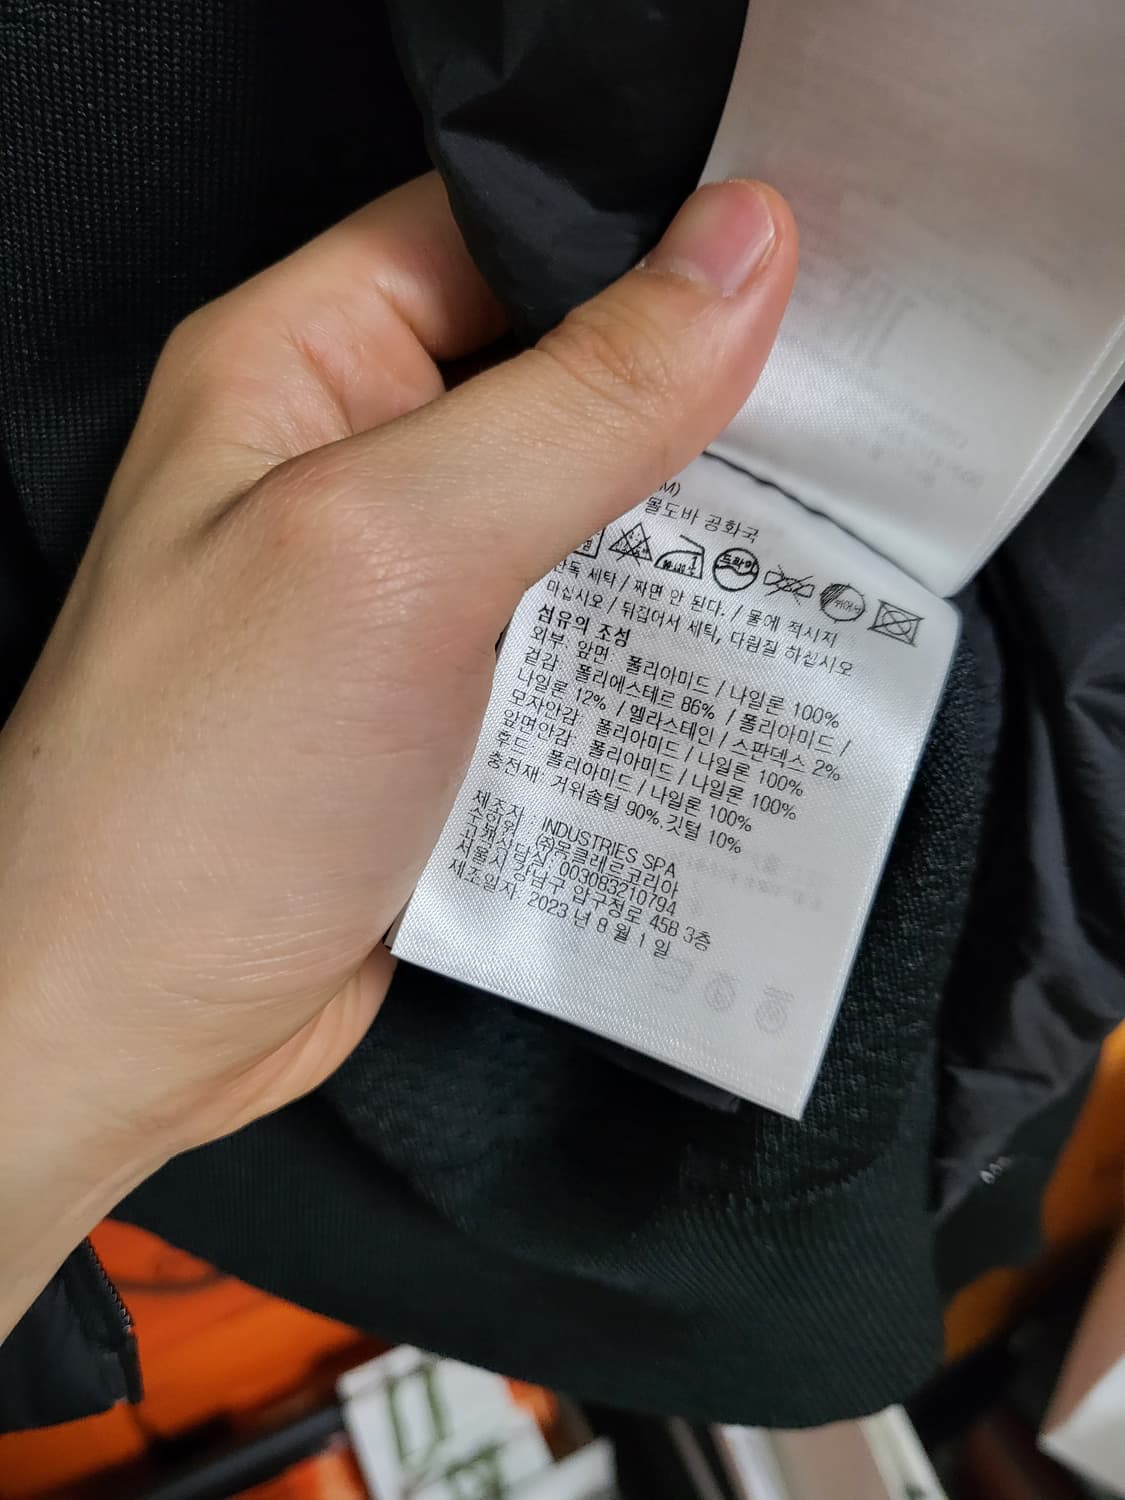 M)
몰도바 공화국
드라이
단독 세탁 / 짜면 안 된다. / 물에 적시지
마십시오 / 뒤집어서 세탁, 다림질 하십시오
섬유의 조성
외부. 앞면 폴리아미드 / 나일론 100%
겉감 폴리에스테르 86% / 폴리아미드 /
나일론 12% / 엘라스테인 / 스판덱스 2%
모자안감 폴리아미드 / 나일론 100%
앞면안감 폴리아미드 / 나일론 100%
후드 폴리아미드 / 나일론 100%
충전재 거위솜털 90%.깃털 10%
제조자 INDUSTRIES SPA
수입원 ㈜몽클레르코리아
고객상담실 003083210794
서울시 강남구 압구정로 458 3층
제조일자 2023 년 8 월 1 일